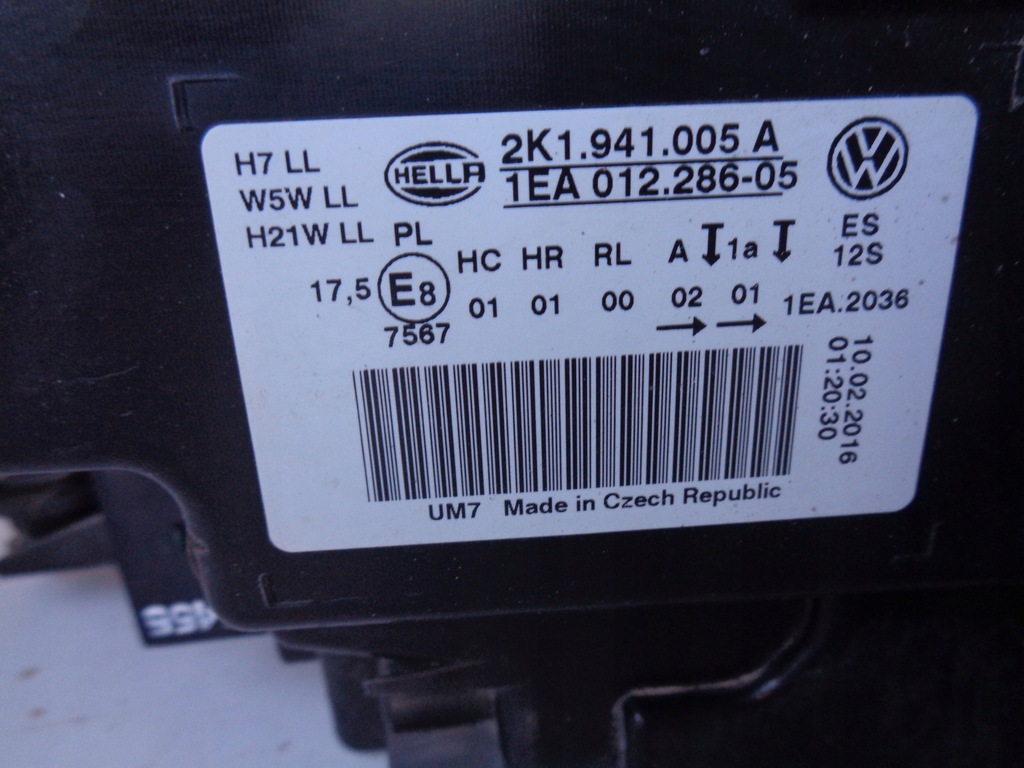 H7 LL
W5W LL
H21W LL
HELLA
2K1.941.005 A
1EA 012.286-05
PL
HC HR RL A 1a
ES
12S
17,5 E8 01 01 00 02 01 1EA.2036
7567
10.02.2016
01:20:30
UM7 Made in Czech Republic